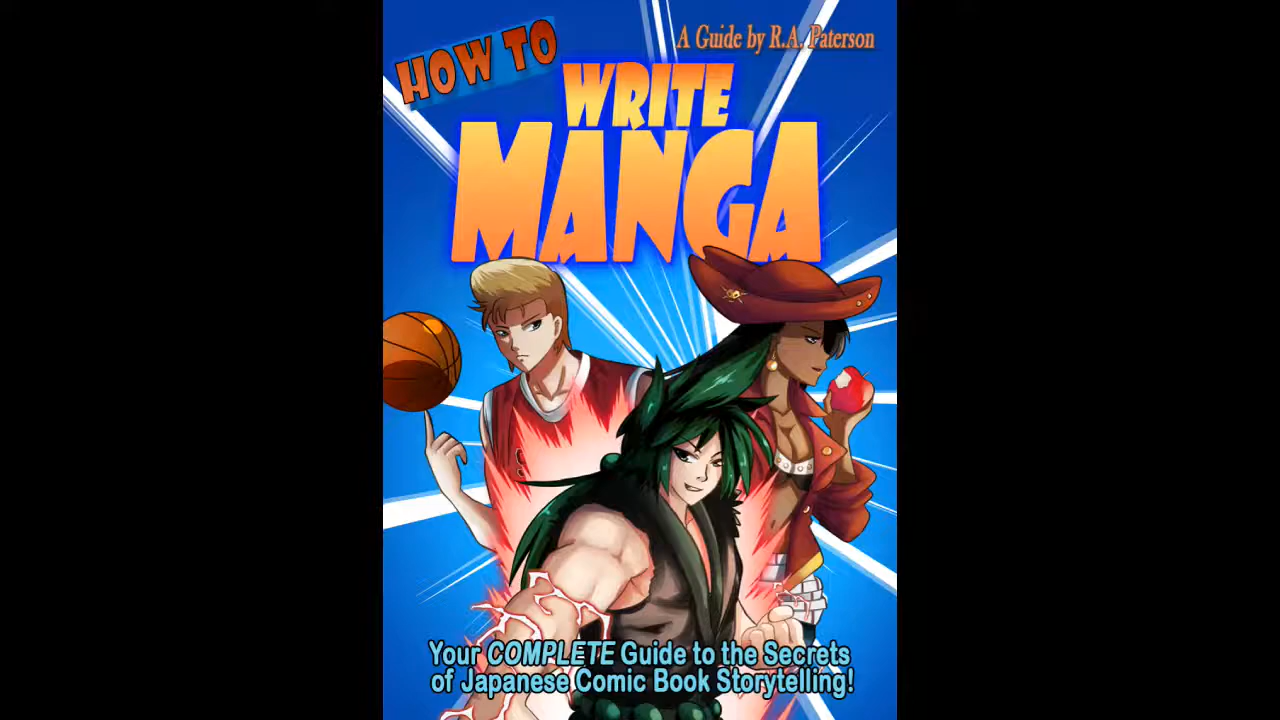 HOW TO
A Guide by R.A. Paterson
WRITE
MANGA
Your COMPLETE Guide to the Secrets
of Japanese Comic Book Storytelling!